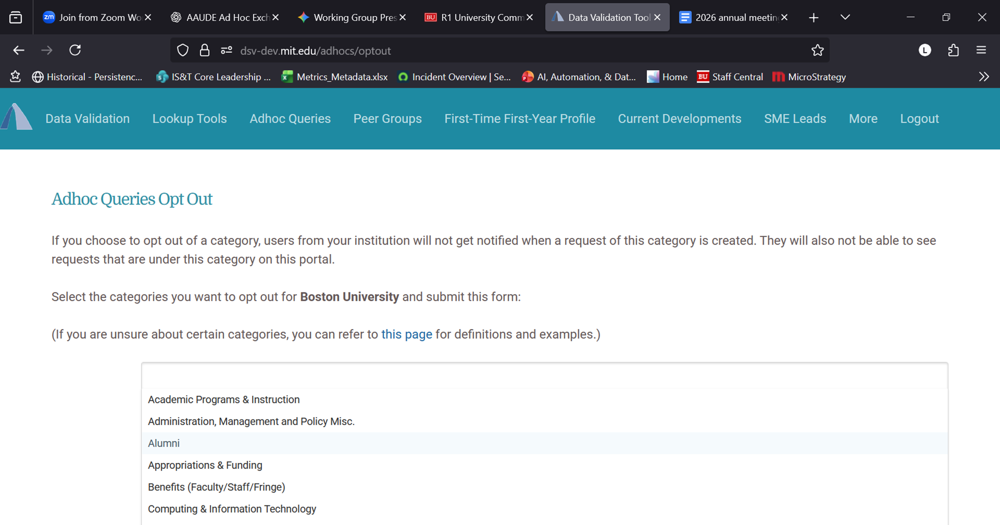 zm Join from Zoom Wo
AAUDE Ad Hoc Exch
Working Group Pres
BU R1 University Comm
Data Validation Tool
2026 annual meetin
dsv-dev.mit.edu/adhocs/optout
L
Historical - Persistenc...
IS&T Core Leadership ...
Metrics_Metadata.xlsx
Incident Overview | Se...
AI, Automation, & Dat...
Home
BU Staff Central
MicroStrategy
Data Validation
Lookup Tools
Adhoc Queries
Peer Groups
First-Time First-Year Profile
Current Developments
SME Leads
More
Logout
Adhoc Queries Opt Out
If you choose to opt out of a category, users from your institution will not get notified when a request of this category is created. They will also not be able to see
requests that are under this category on this portal.
Select the categories you want to opt out for Boston University and submit this form:
(If you are unsure about certain categories, you can refer to this page for definitions and examples.)
Academic Programs & Instruction
Administration, Management and Policy Misc.
Alumni
Appropriations & Funding
Benefits (Faculty/Staff/Fringe)
Computing & Information Technology